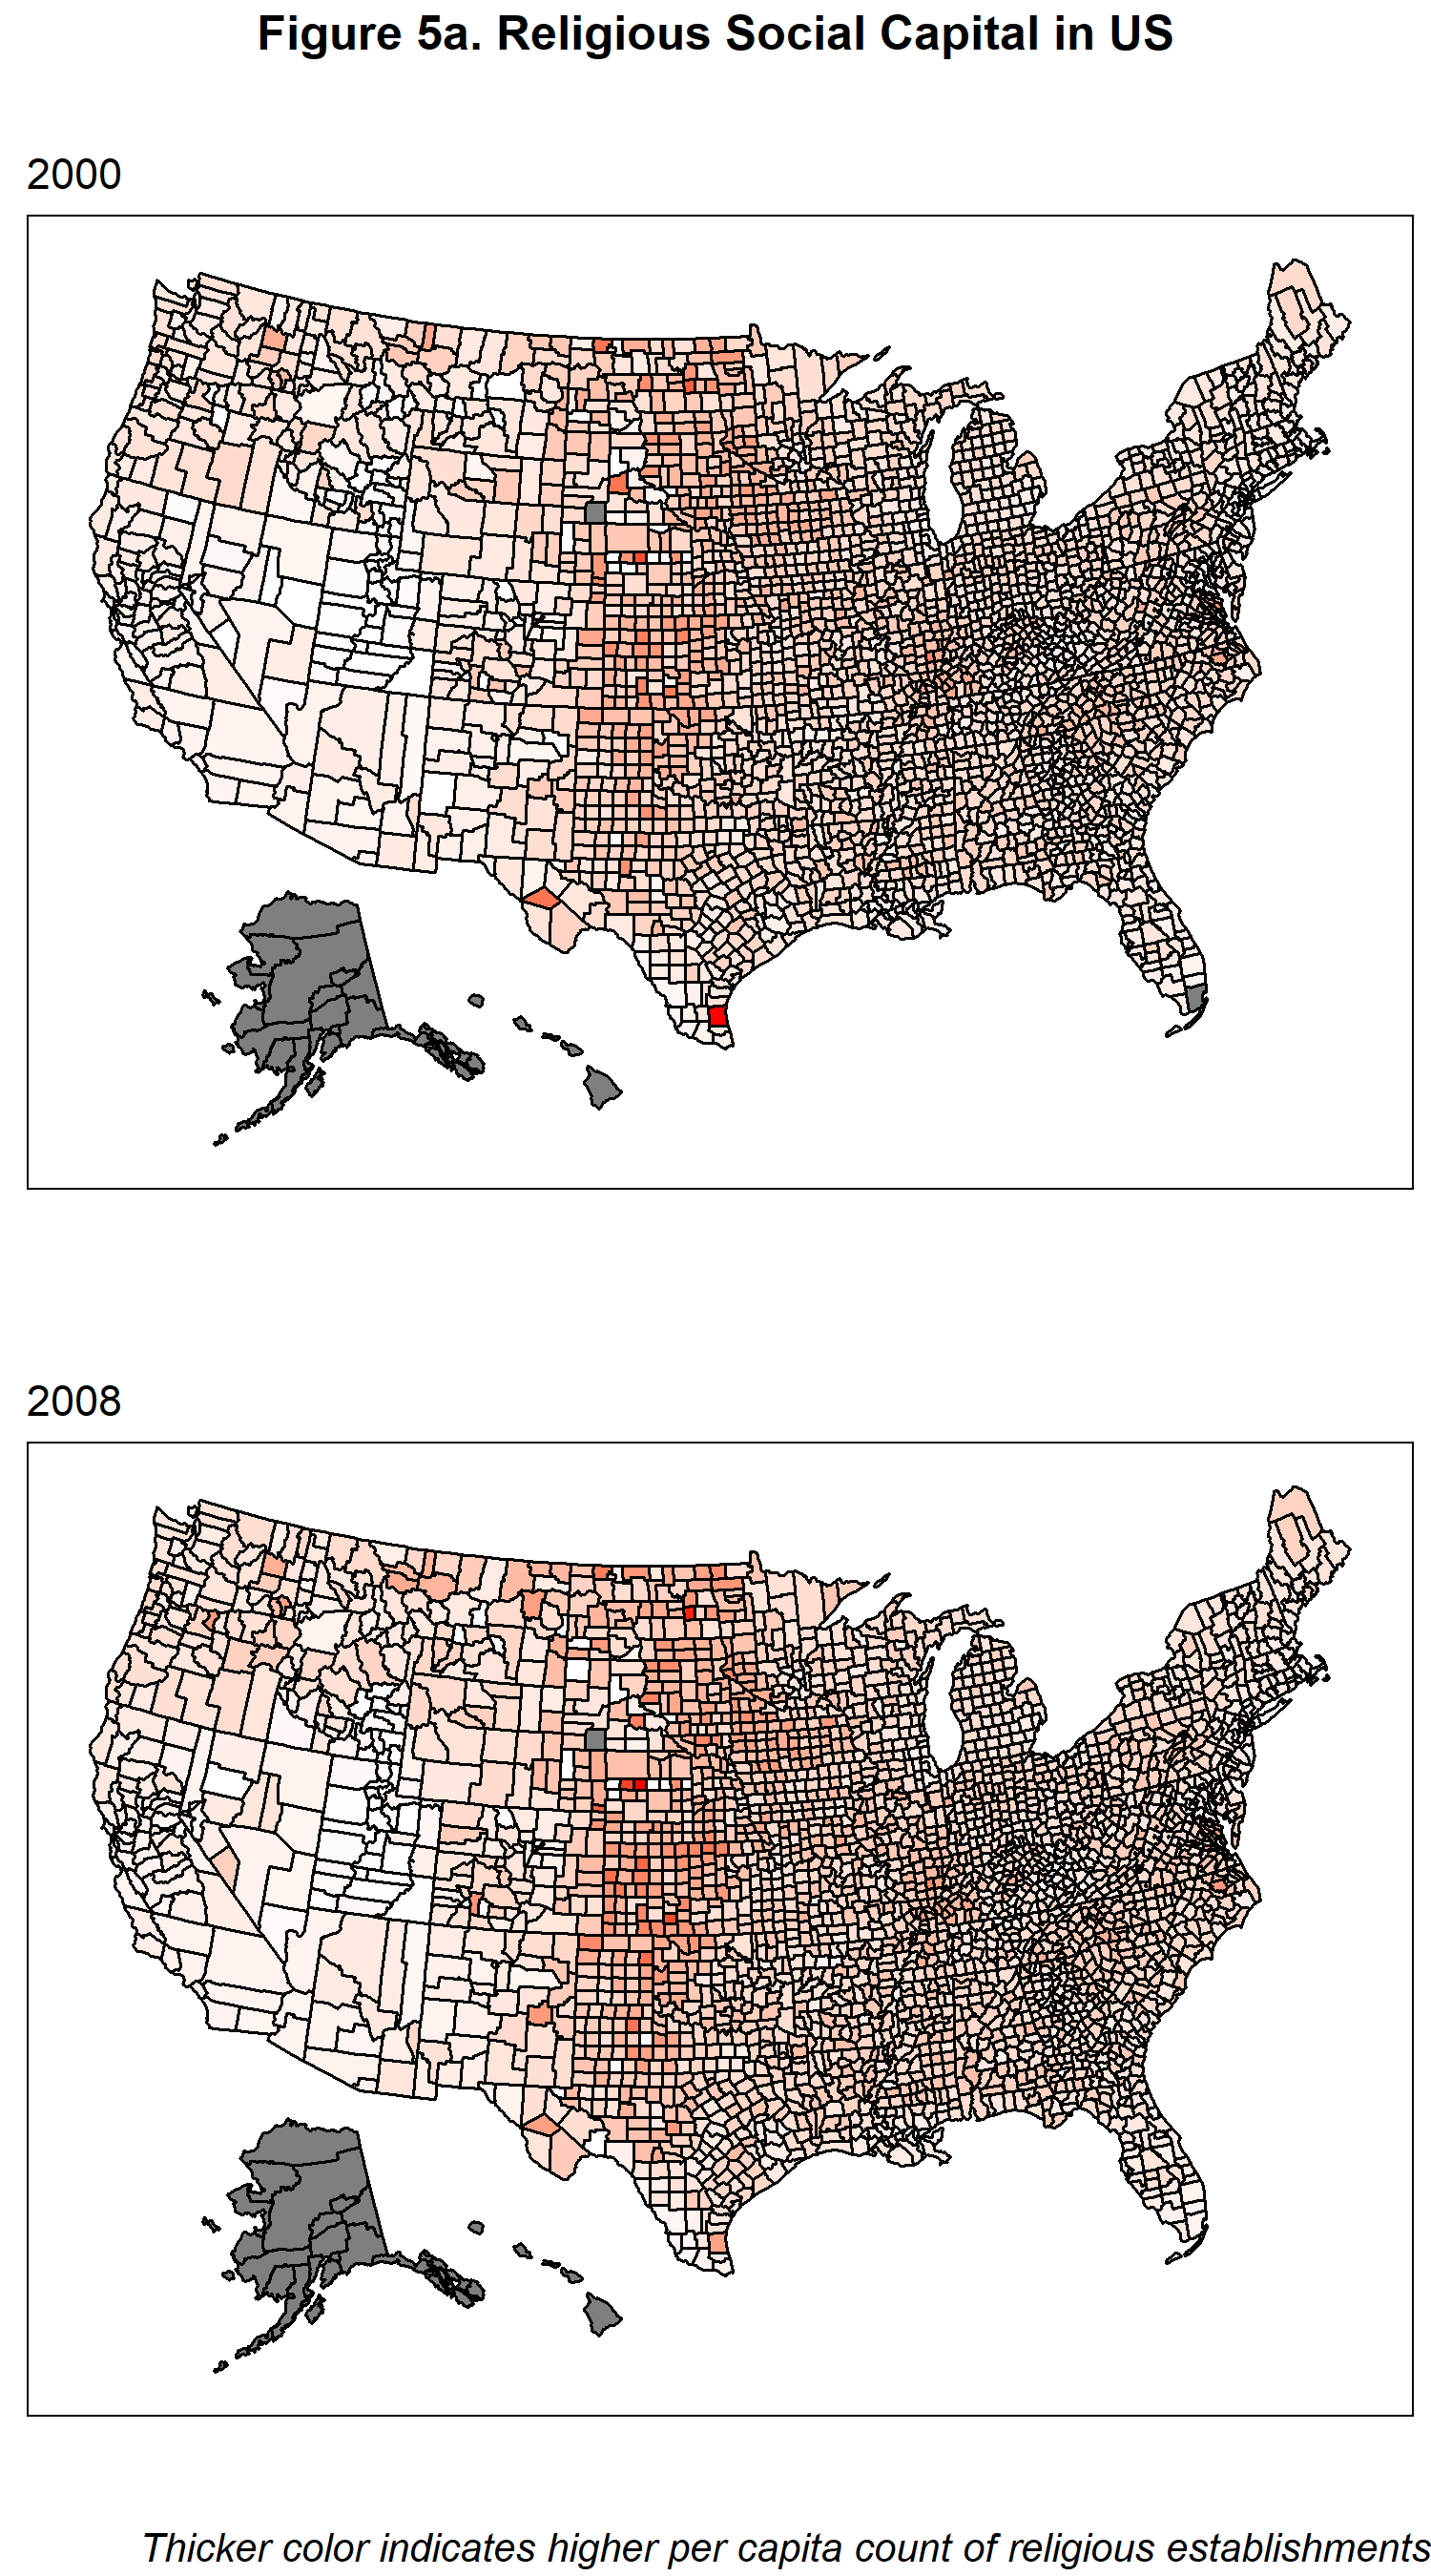 Figure 5a. Religious Social Capital in US
2000
2008
Thicker color indicates higher per capita count of religious establishments